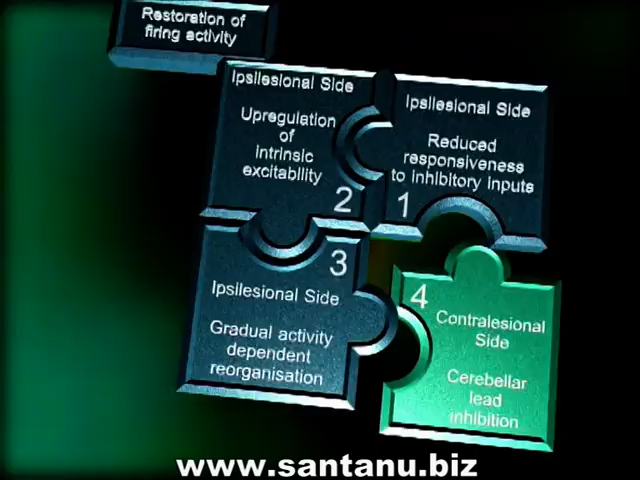 Restoration of
firing activity
Ipsilesional Side
Upregulation
of
intrinsic
excitability
2
Ipsilesional Side
Reduced
responsiveness
to inhibitory inputs
1
3
Ipsilesional Side
Gradual activity
dependent
reorganisation
4
Contralesional
Side
Cerebellar
lead
inhibition
www.santanu.biz